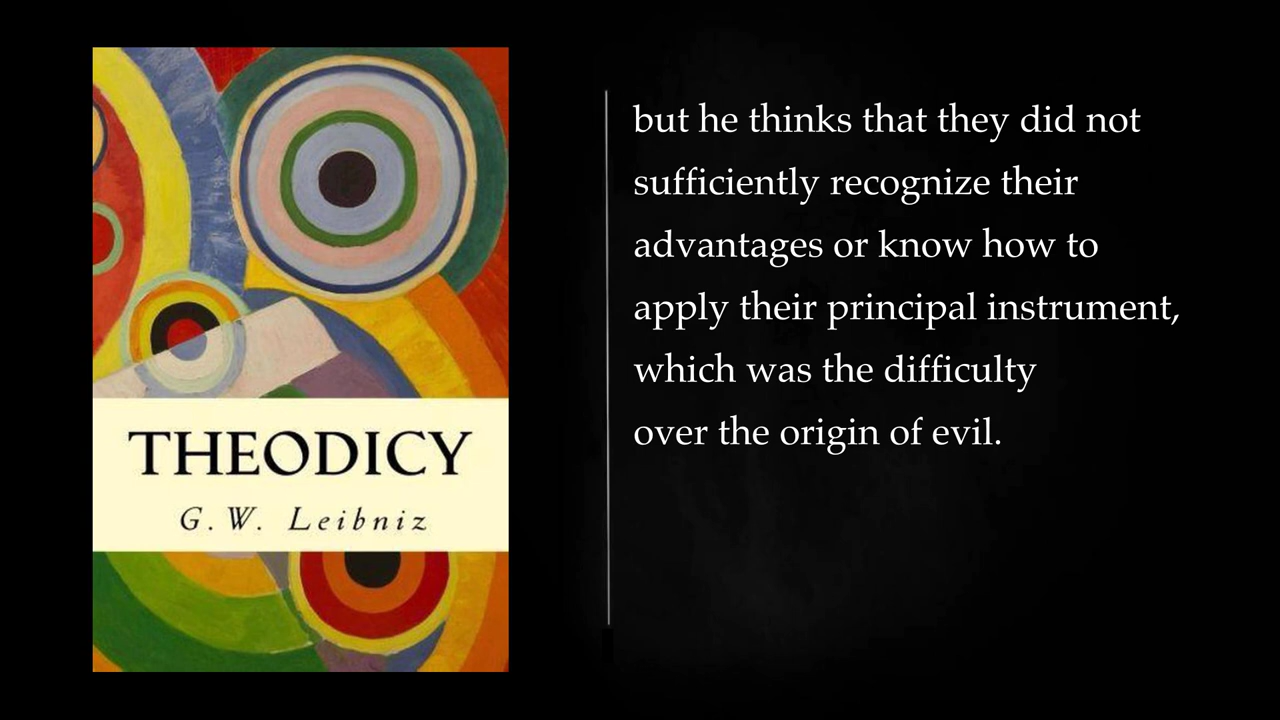 THEODICY
G. W. Leibniz
but he thinks that they did not
sufficiently recognize their
advantages or know how to
apply their principal instrument,
which was the difficulty
over the origin of evil.